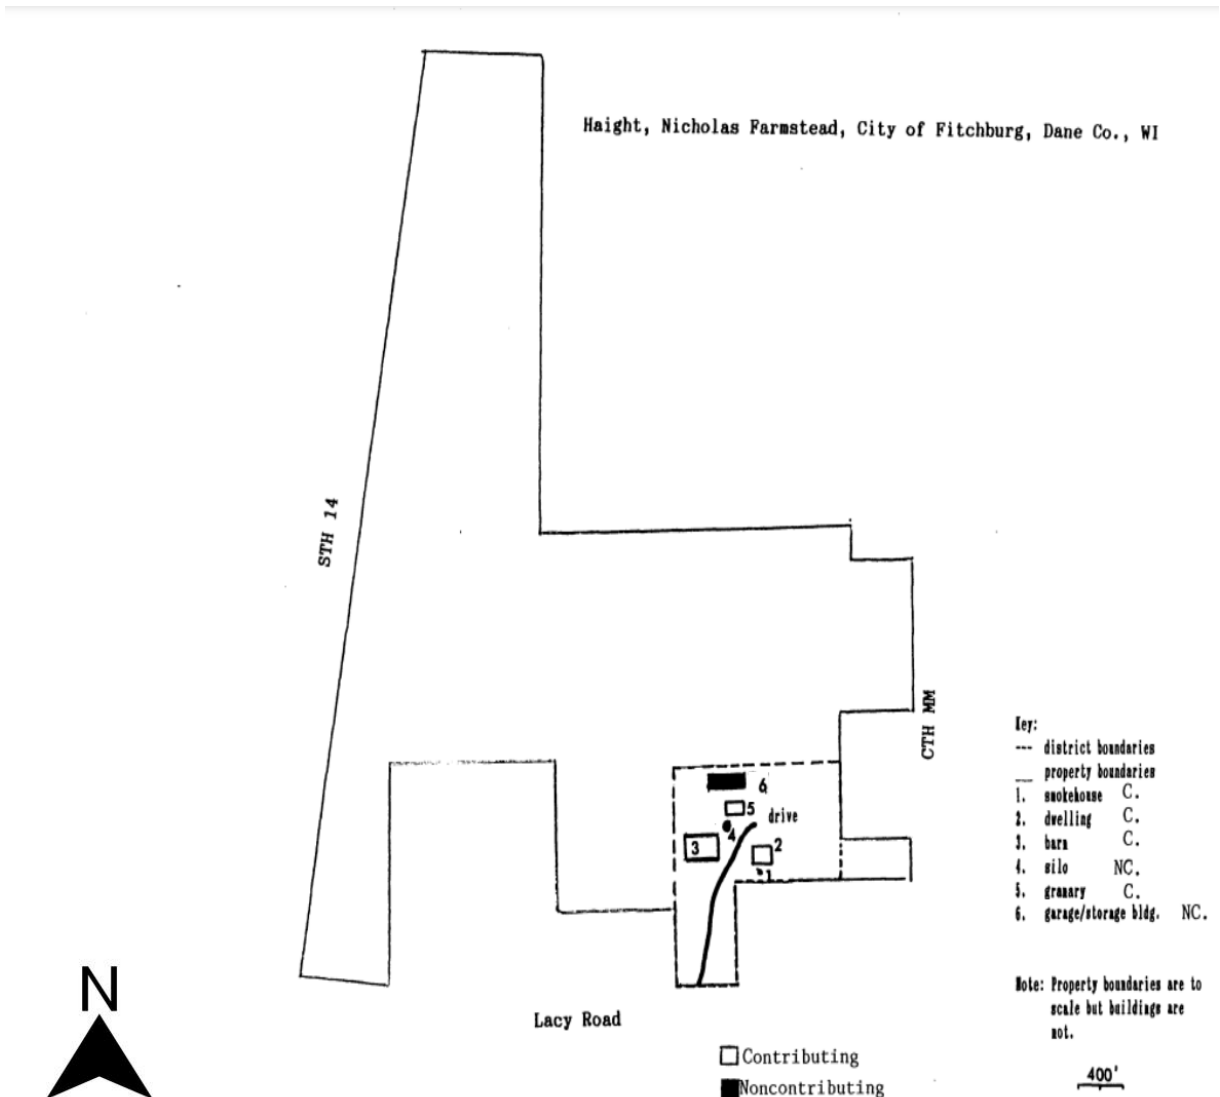 Haight, Nicholas Farmstead, City of Fitchburg, Dane Co., WI
STH 14
CTH MM
6
5
drive
4
3
2
1
Key:
--- district boundaries
__ property boundaries
1. smokehouse C.
2. dwelling C.
3. barn C.
4. silo NC.
5. granary C.
6. garage/storage bldg. NC.
Note: Property boundaries are to
scale but buildings are
not.
N
Lacy Road
Contributing
Noncontributing
400'